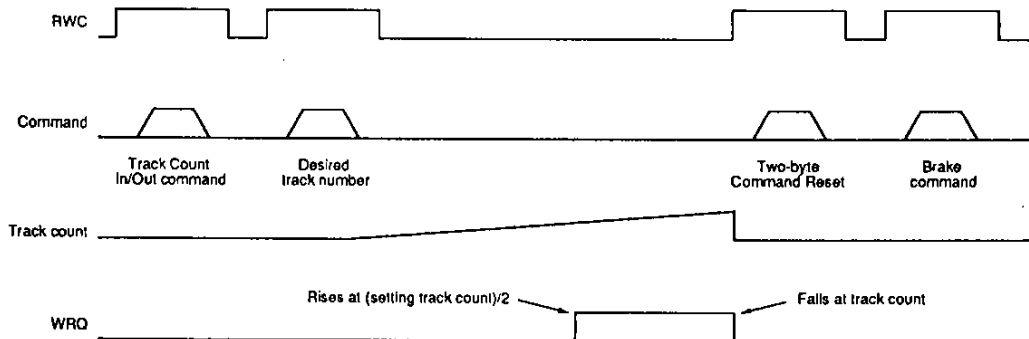 RWC
Command
Track Count
In/Out command
Desired
track number
Two-byte
Command Reset
Brake
command
Track count
Rises at (setting track count)/2
Falls at track count
WRQ